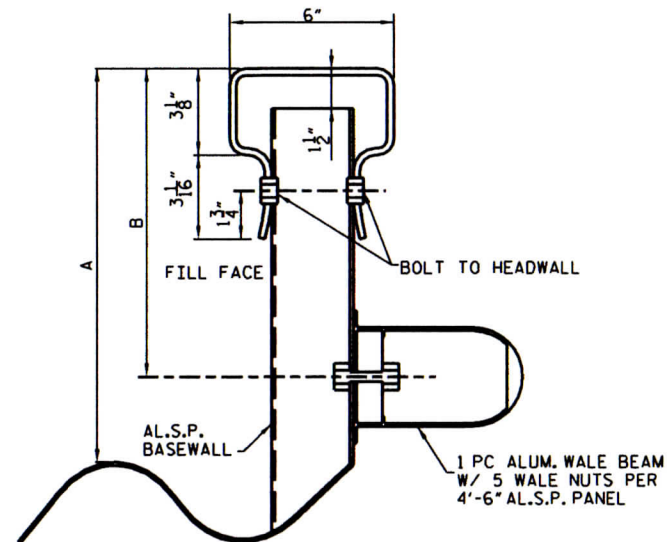 6"
3 1/8"
1 1/2"
3 1/16"
1 3/4"
B
A
FILL FACE
BOLT TO HEADWALL
AL.S.P.
BASEWALL
1 PC ALUM. WALE BEAM
W/ 5 WALE NUTS PER
4'-6" AL.S.P. PANEL